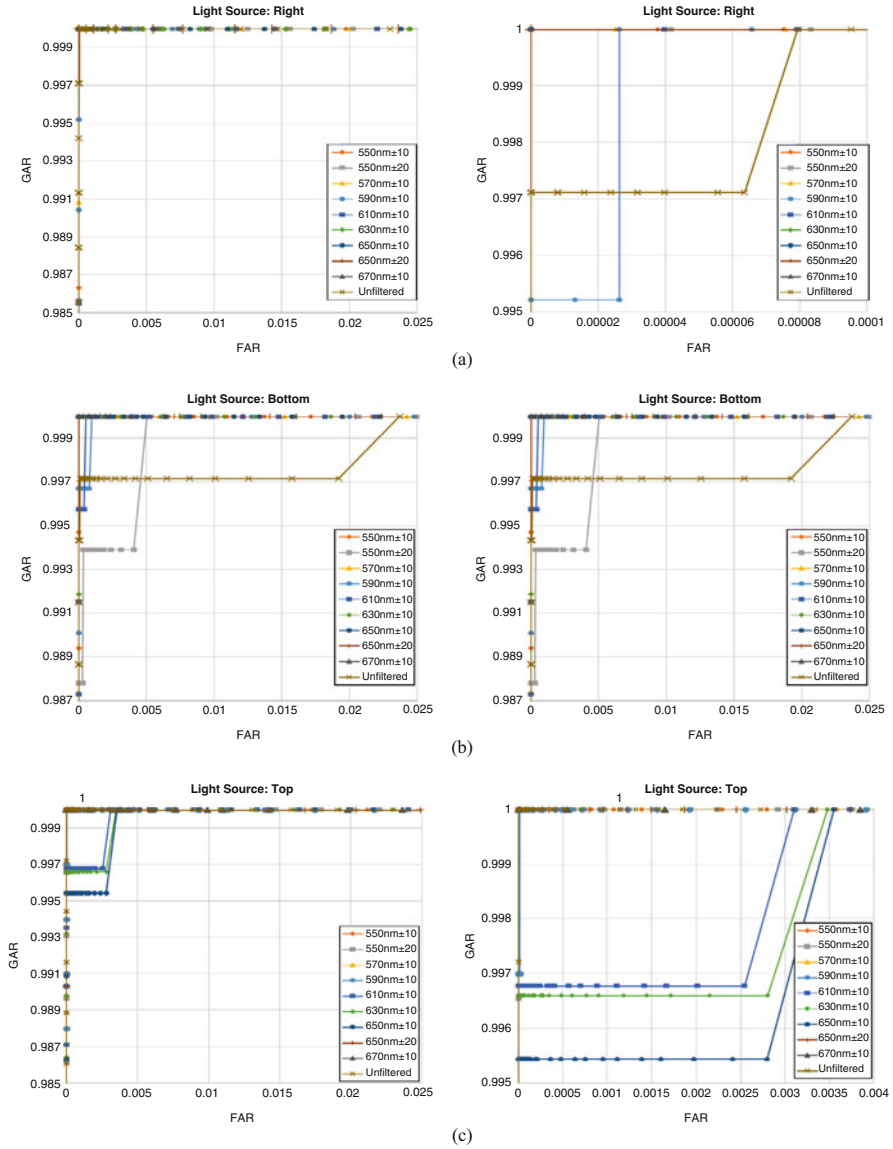 Light Source: Right
GAR
0.999
0.997
0.995
0.993
0.991
0.989
0.987
0.985
0 0.005 0.01 0.015 0.02 0.025
FAR
550nm±10
550nm±20
570nm±10
590nm±10
610nm±10
630nm±10
650nm±10
650nm±20
670nm±10
Unfiltered
Light Source: Right
GAR
1
0.999
0.998
0.997
0.996
0.995
0 0.00002 0.00004 0.00006 0.00008 0.0001
FAR
550nm±10
550nm±20
570nm±10
590nm±10
610nm±10
630nm±10
650nm±10
650nm±20
670nm±10
Unfiltered
(a)
Light Source: Bottom
GAR
0.999
0.997
0.995
0.993
0.991
0.989
0.987
0 0.005 0.01 0.015 0.02 0.025
FAR
550nm±10
550nm±20
570nm±10
590nm±10
610nm±10
630nm±10
650nm±10
650nm±20
670nm±10
Unfiltered
Light Source: Bottom
GAR
0.999
0.997
0.995
0.993
0.991
0.989
0.987
0 0.005 0.01 0.015 0.02 0.025
FAR
550nm±10
550nm±20
570nm±10
590nm±10
610nm±10
630nm±10
650nm±10
650nm±20
670nm±10
Unfiltered
(b)
Light Source: Top
1
GAR
0.999
0.997
0.995
0.993
0.991
0.989
0.987
0.985
0 0.005 0.01 0.015 0.02 0.025
FAR
550nm±10
550nm±20
570nm±10
590nm±10
610nm±10
630nm±10
650nm±10
650nm±20
670nm±10
Unfiltered
Light Source: Top
1
GAR
1
0.999
0.998
0.997
0.996
0.995
0 0.0005 0.001 0.0015 0.002 0.0025 0.003 0.0035 0.004
FAR
550nm±10
550nm±20
570nm±10
590nm±10
610nm±10
630nm±10
650nm±10
650nm±20
670nm±10
Unfiltered
(c)